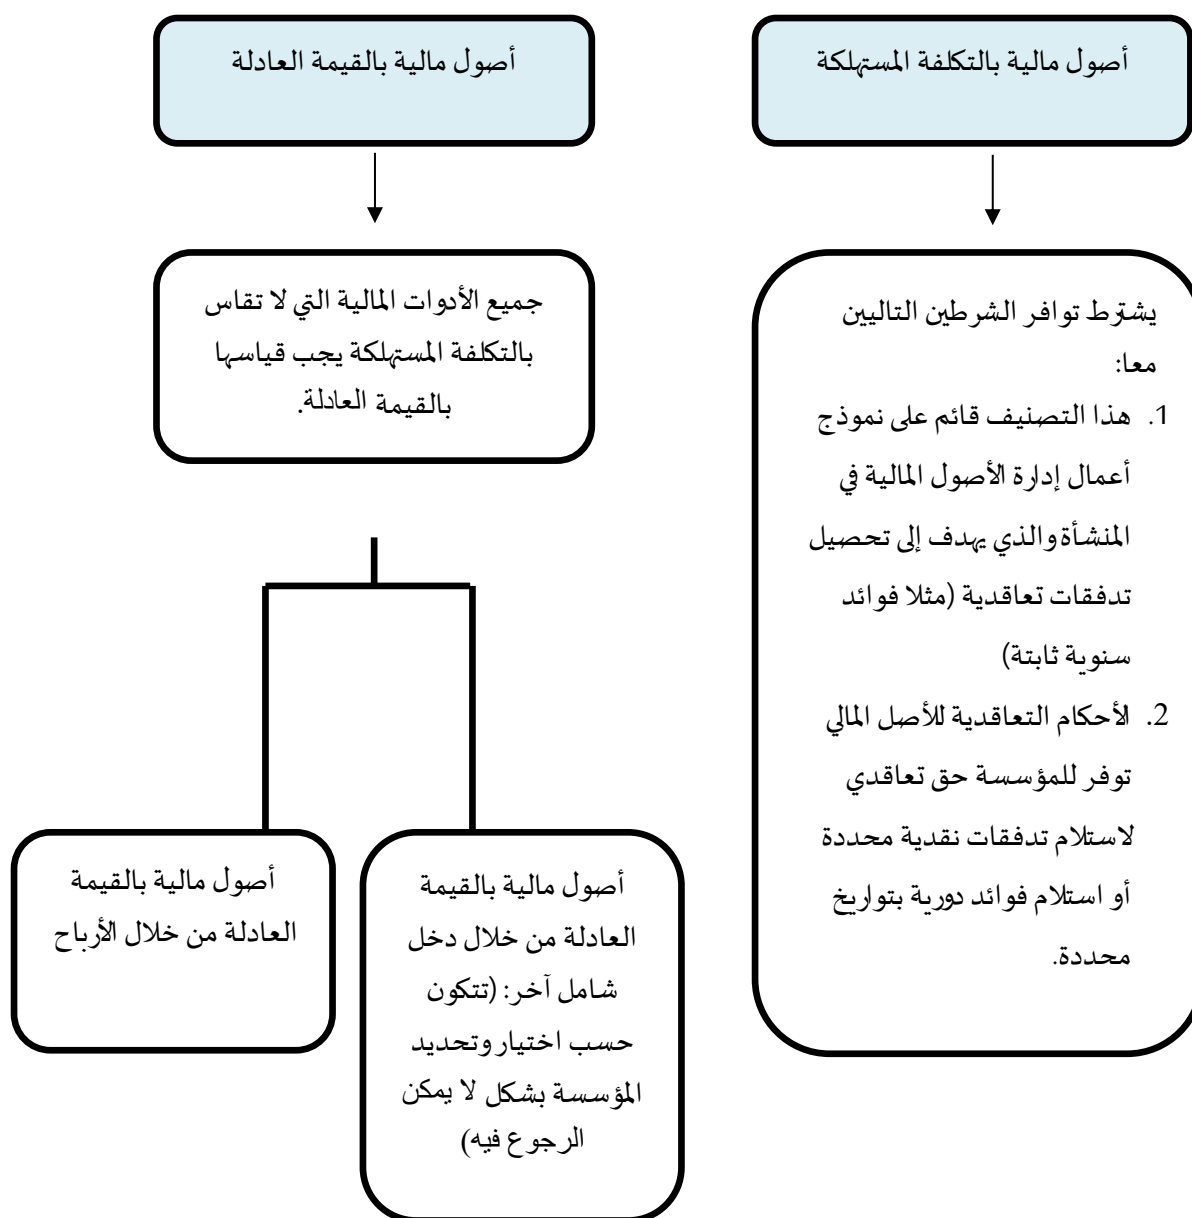 أصول مالية بالتكلفة المستهلكة
يشترط توافر الشرطين التاليين
معا:
1. هذا التصنيف قائم على نموذج
أعمال إدارة الأصول المالية في
المنشأة والذي يهدف إلى تحصيل
تدفقات تعاقدية (مثلا فوائد
سنوية ثابتة)
2. الأحكام التعاقدية للأصل المالي
توفر للمؤسسة حق تعاقدي
لاستلام تدفقات نقدية محددة
أو استلام فوائد دورية بتواريخ
محددة.
أصول مالية بالقيمة العادلة
جميع الأدوات المالية التي لا تقاس
بالتكلفة المستهلكة يجب قياسها
بالقيمة العادلة.
أصول مالية بالقيمة
العادلة من خلال دخل
شامل آخر: (تتكون
حسب اختيار وتحديد
المؤسسة بشكل لا يمكن
الرجوع فيه)
أصول مالية بالقيمة
العادلة من خلال الأرباح